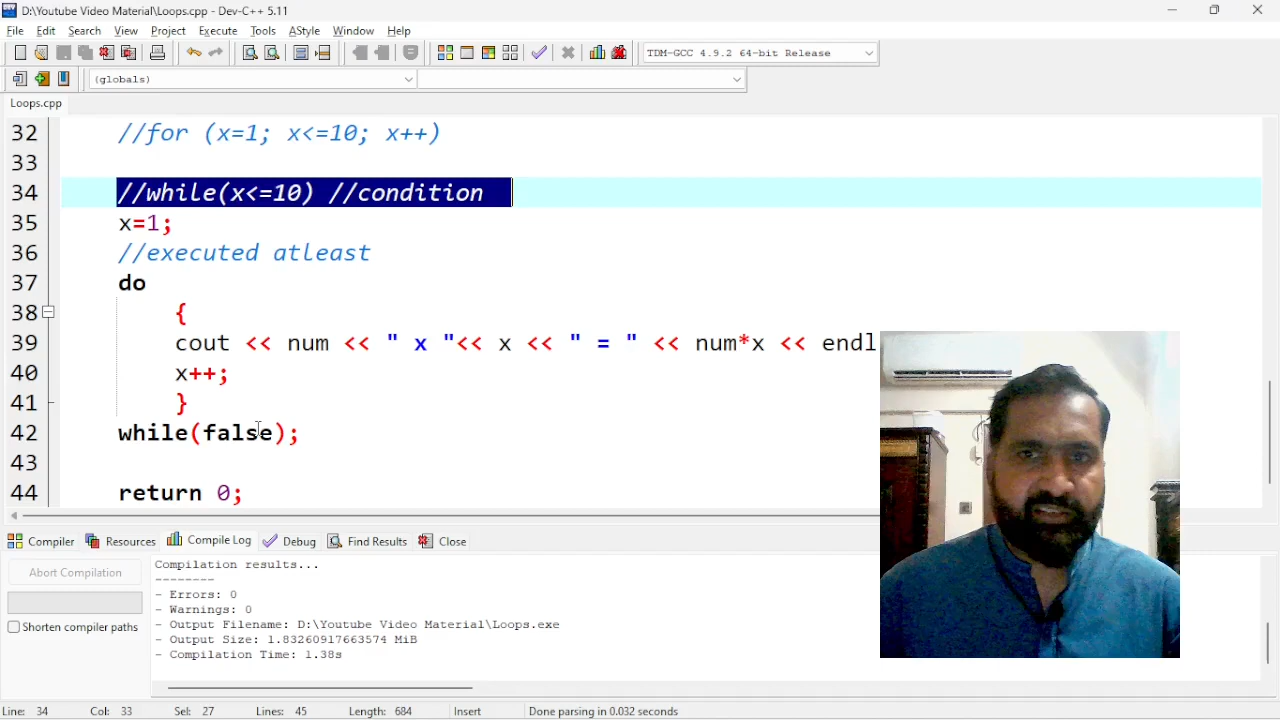 D:\Youtube Video Material\Loops.cpp - Dev-C++ 5.11
File Edit Search View Project Execute Tools AStyle Window Help
TDM-GCC 4.9.2 64-bit Release
(globals)
Loops.cpp
32 //for (x=1; x<=10; x++)
33
34 //while(x<=10) //condition
35 x=1;
36 //executed atleast
37 do
38 {
39 cout << num << " x "<< x << " = " << num*x << endl
40 x++;
41 }
42 while(false);
43
44 return 0;
Compiler Resources Compile Log Debug Find Results Close
Abort Compilation
Shorten compiler paths
Compilation results...
--------
- Errors: 0
- Warnings: 0
- Output Filename: D:\Youtube Video Material\Loops.exe
- Output Size: 1.83260917663574 MiB
- Compilation Time: 1.38s
Line: 34 Col: 33 Sel: 27 Lines: 45 Length: 684 Insert Done parsing in 0.032 seconds